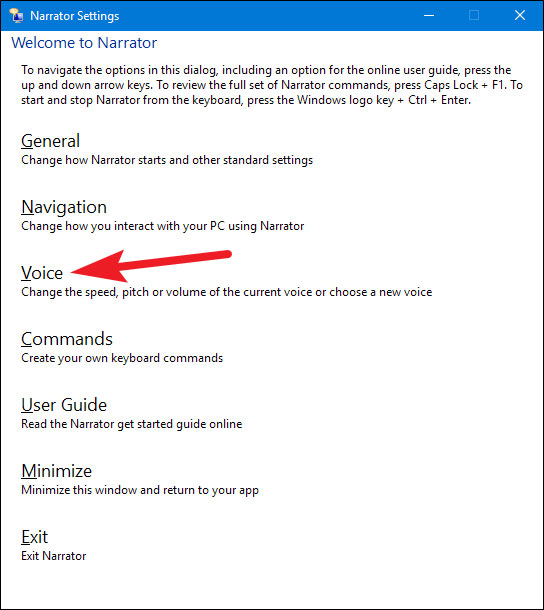 Narrator Settings
Welcome to Narrator
To navigate the options in this dialog, including an option for the online user guide, press the
up and down arrow keys. To review the full set of Narrator commands, press Caps Lock + F1. To
start and stop Narrator from the keyboard, press the Windows logo key + Ctrl + Enter.
General
Change how Narrator starts and other standard settings
Navigation
Change how you interact with your PC using Narrator
Voice
Change the speed, pitch or volume of the current voice or choose a new voice
Commands
Create your own keyboard commands
User Guide
Read the Narrator get started guide online
Minimize
Minimize this window and return to your app
Exit
Exit Narrator